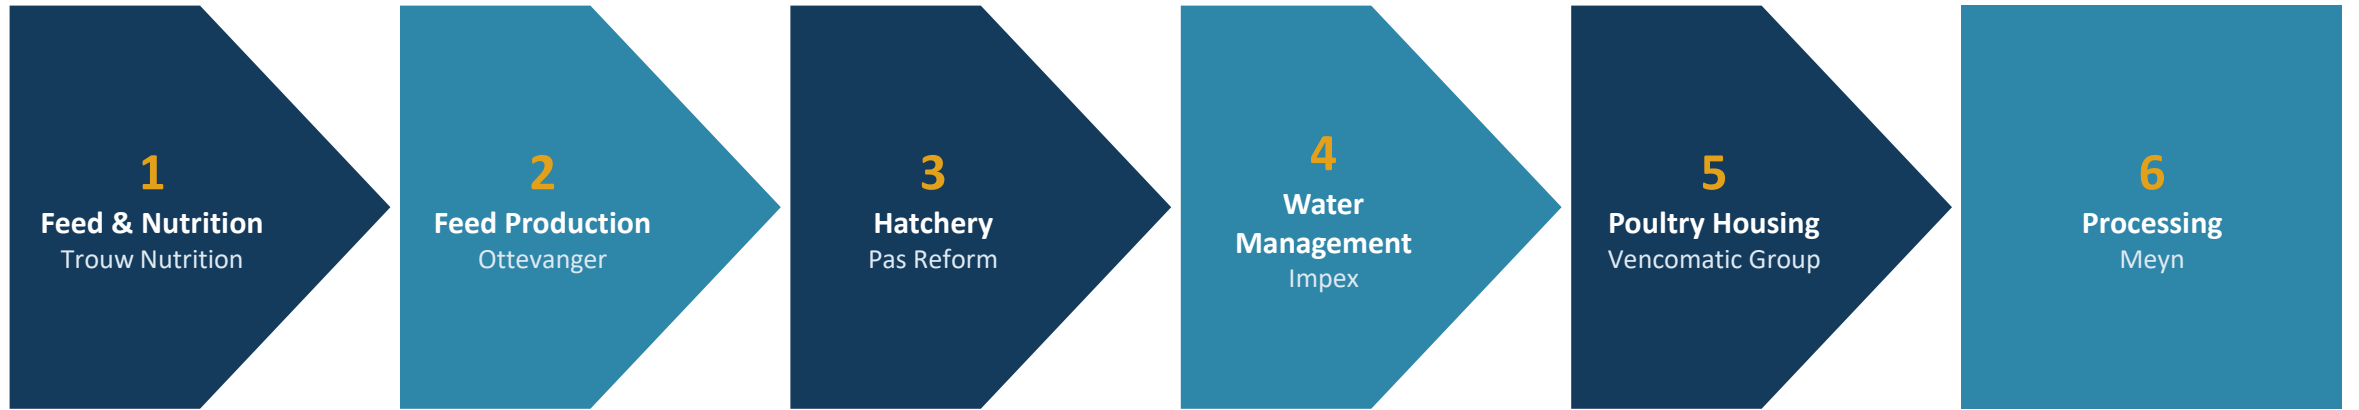 1
Feed & Nutrition
Trouw Nutrition
2
Feed Production
Ottevanger
3
Hatchery
Pas Reform
4
Water
Management
Impex
5
Poultry Housing
Vencomatic Group
6
Processing
Meyn